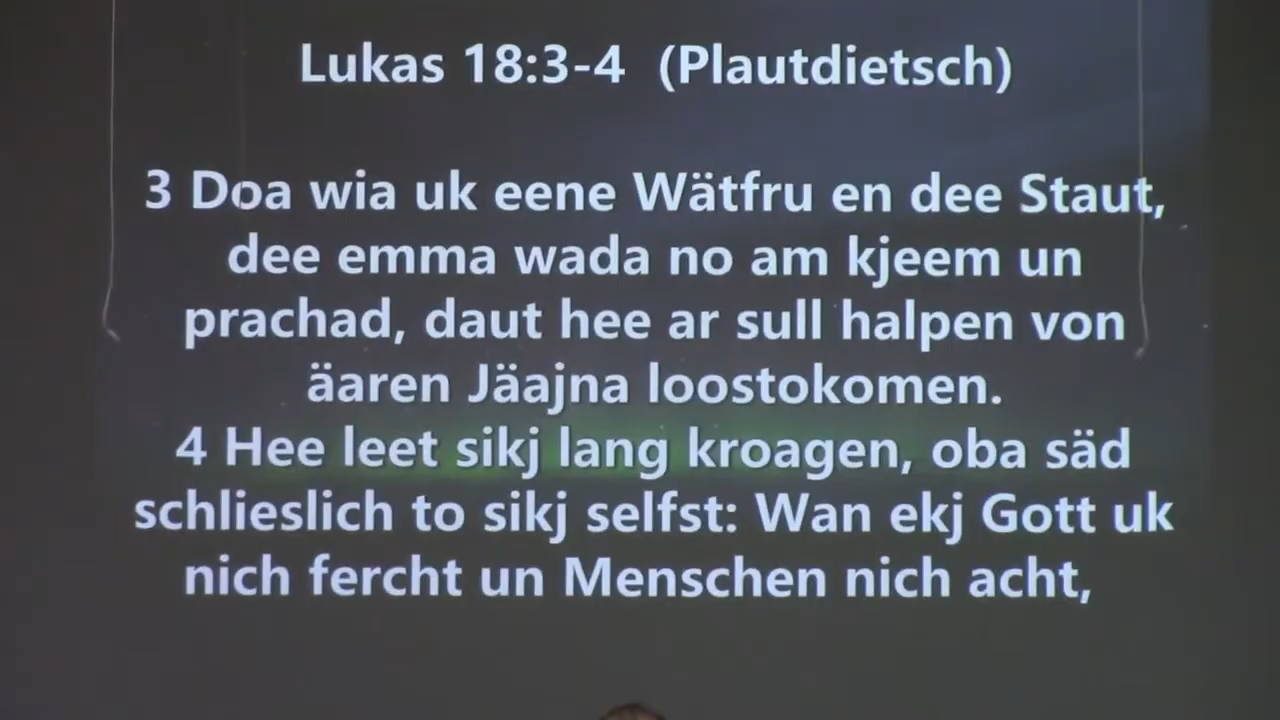 Lukas 18:3-4 (Plautdietsch)
3 Doa wia uk eene Wätfru en dee Staut,
dee emma wada no am kjeem un
prachad, daut hee ar sull halpen von
äaren Jäajna loostokomen.
4 Hee leet sikj lang kroagen, oba säd
schlieslich to sikj selfst: Wan ekj Gott uk
nich fercht un Menschen nich acht,